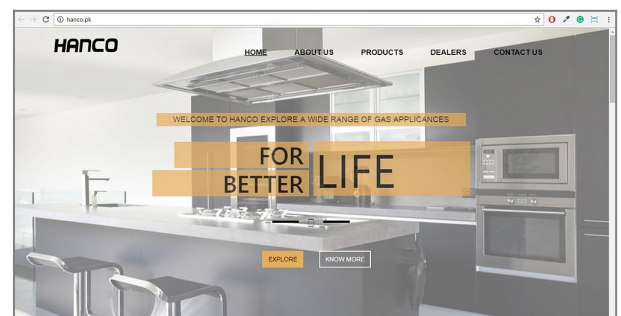 hanco.pk
HANCO
HOME ABOUT US PRODUCTS DEALERS CONTACT US
WELCOME TO HANCO EXPLORE A WIDE RANGE OF GAS APPLICANCES
FOR
BETTER LIFE
EXPLORE KNOW MORE